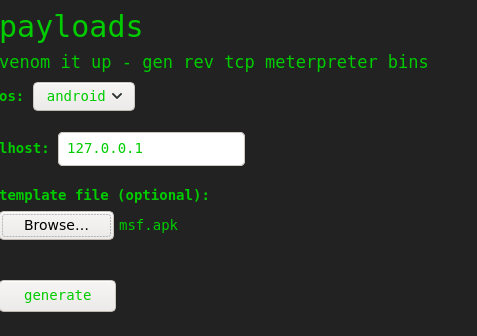 payloads
venom it up - gen rev tcp meterpreter bins
os: android
lhost: 127.0.0.1
template file (optional):
Browse... msf.apk
generate